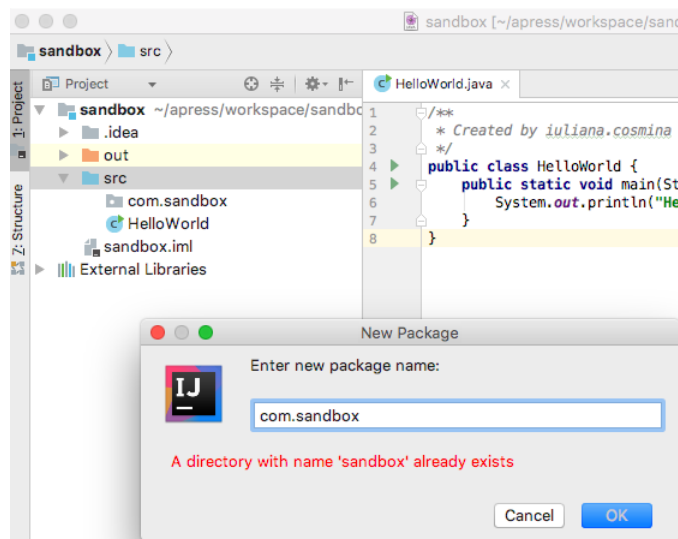 sandbox [~/apress/workspace/sand
sandbox src
1: Project
Z: Structure
Project
sandbox ~/apress/workspace/sandbo
.idea
out
src
com.sandbox
HelloWorld
sandbox.iml
External Libraries
HelloWorld.java
1 /**
2 * Created by iuliana.cosmina
3 */
4 public class HelloWorld {
5 public static void main(St
6 System.out.println("He
7 }
8 }
New Package
IJ
Enter new package name:
com.sandbox
A directory with name 'sandbox' already exists
Cancel OK